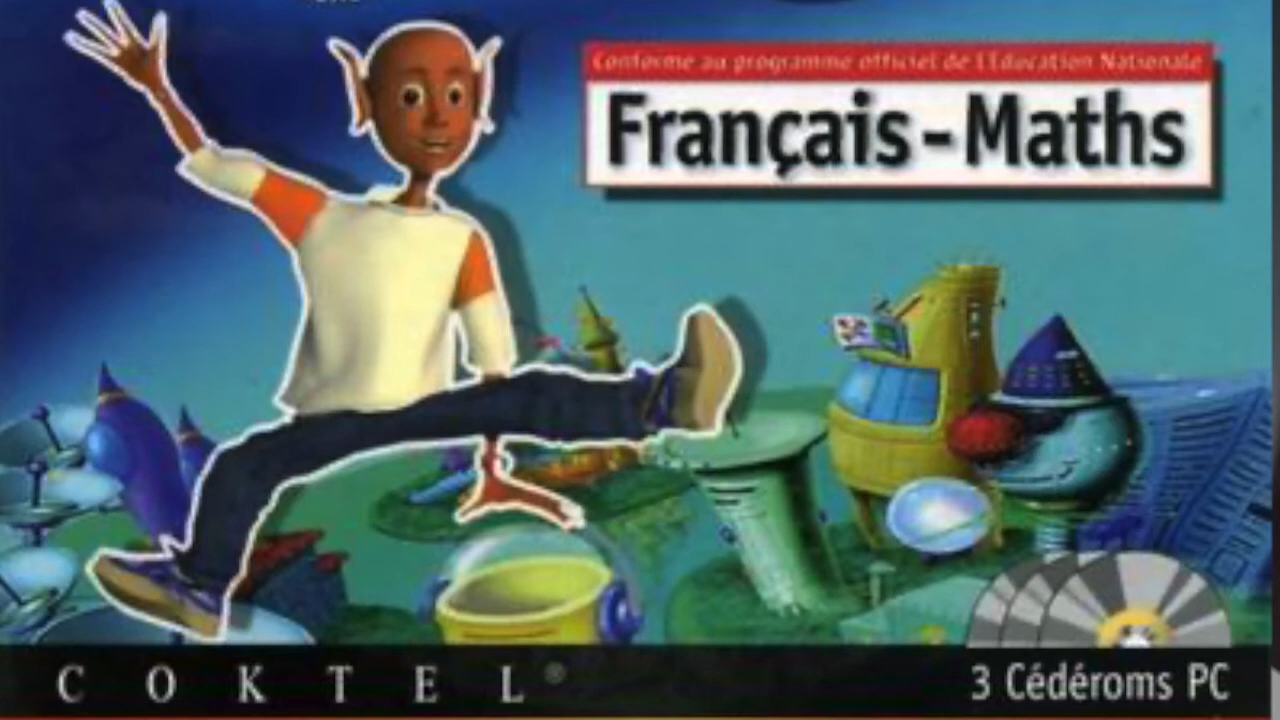 Conforme au programme officiel de l'Education Nationale
Français-Maths
COKTEL®
3 Cédéroms PC